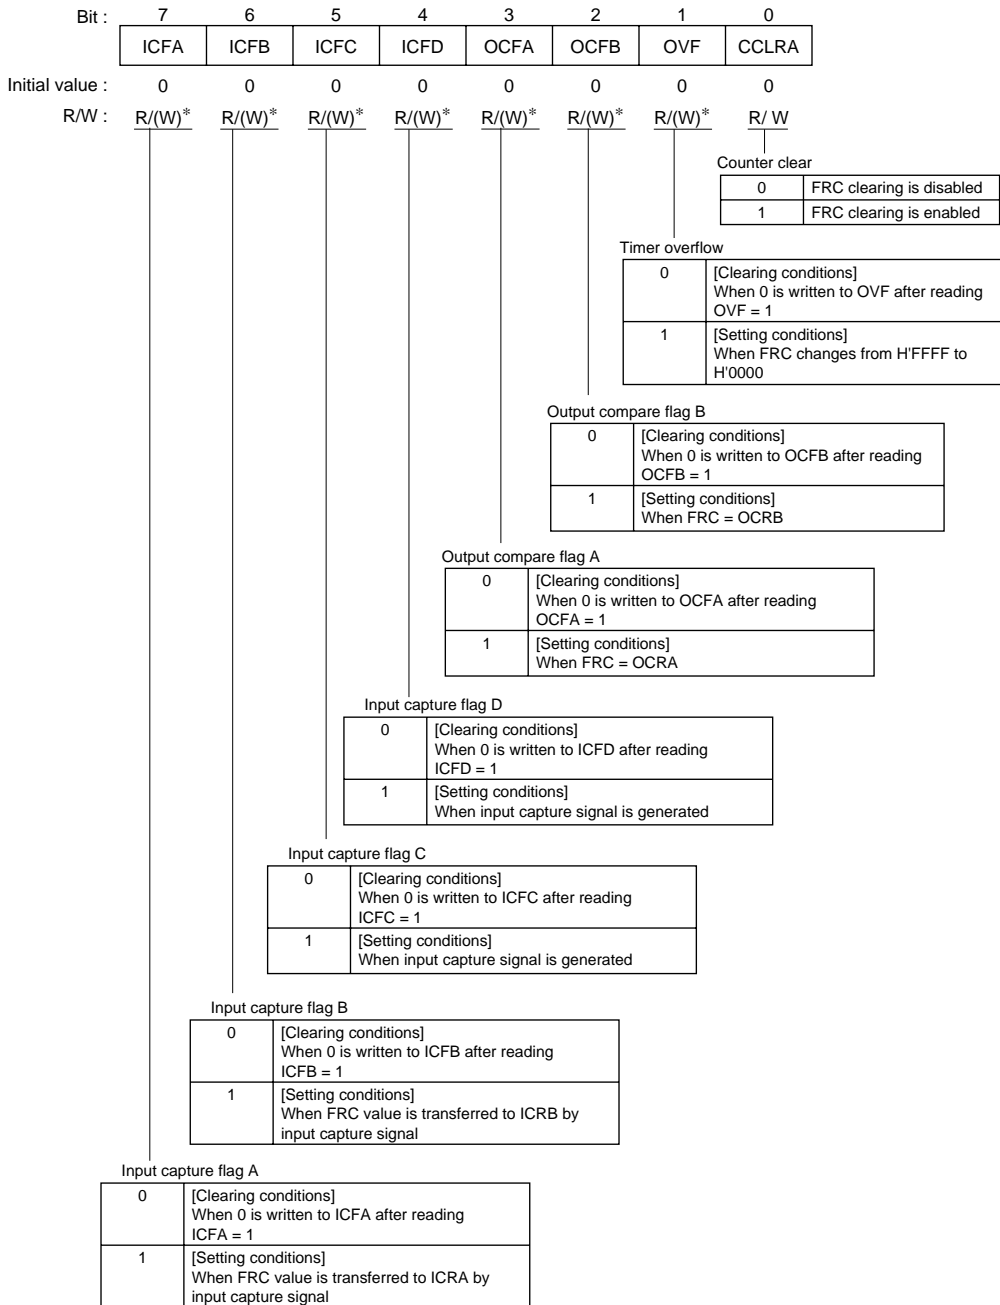 Bit : 7 6 5 4 3 2 1 0
ICFA ICFB ICFC ICFD OCFA OCFB OVF CCLRA
Initial value : 0 0 0 0 0 0 0 0
R/W : R/(W)* R/(W)* R/(W)* R/(W)* R/(W)* R/(W)* R/(W)* R/ W
Counter clear
0 FRC clearing is disabled
1 FRC clearing is enabled
Timer overflow
0 [Clearing conditions]
When 0 is written to OVF after reading
OVF = 1
1 [Setting conditions]
When FRC changes from H'FFFF to
H'0000
Output compare flag B
0 [Clearing conditions]
When 0 is written to OCFB after reading
OCFB = 1
1 [Setting conditions]
When FRC = OCRB
Output compare flag A
0 [Clearing conditions]
When 0 is written to OCFA after reading
OCFA = 1
1 [Setting conditions]
When FRC = OCRA
Input capture flag D
0 [Clearing conditions]
When 0 is written to ICFD after reading
ICFD = 1
1 [Setting conditions]
When input capture signal is generated
Input capture flag C
0 [Clearing conditions]
When 0 is written to ICFC after reading
ICFC = 1
1 [Setting conditions]
When input capture signal is generated
Input capture flag B
0 [Clearing conditions]
When 0 is written to ICFB after reading
ICFB = 1
1 [Setting conditions]
When FRC value is transferred to ICRB by
input capture signal
Input capture flag A
0 [Clearing conditions]
When 0 is written to ICFA after reading
ICFA = 1
1 [Setting conditions]
When FRC value is transferred to ICRA by
input capture signal